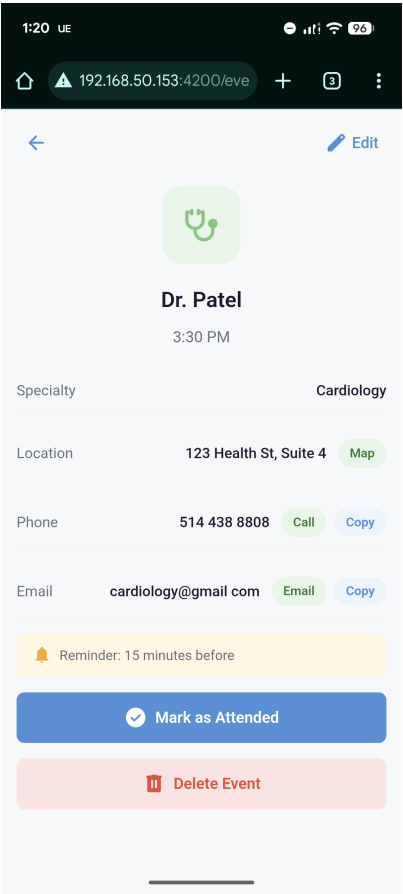 1:20 UE 96
192.168.50.153:4200/eve 3
Edit
Dr. Patel
3:30 PM
Specialty Cardiology
Location 123 Health St, Suite 4 Map
Phone 514 438 8808 Call Copy
Email cardiology@gmail com Email Copy
Reminder: 15 minutes before
Mark as Attended
Delete Event